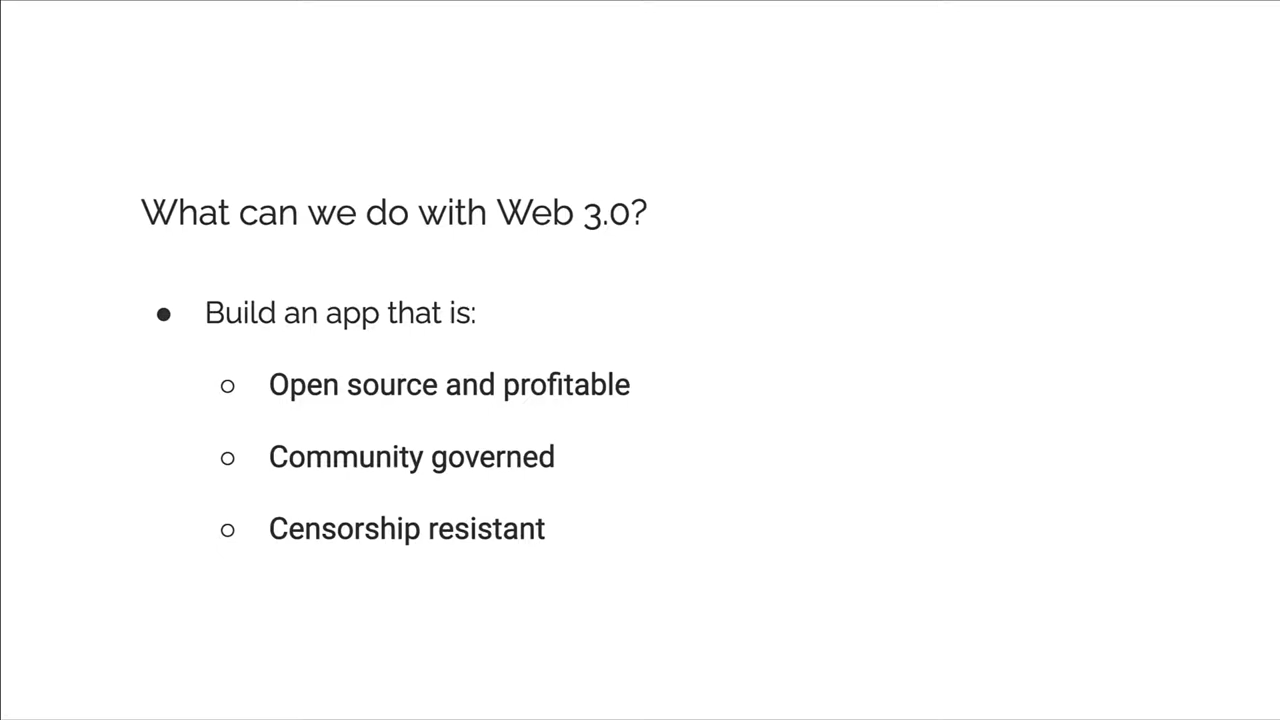 What can we do with Web 3.0?
● Build an app that is:
○ Open source and profitable
○ Community governed
○ Censorship resistant